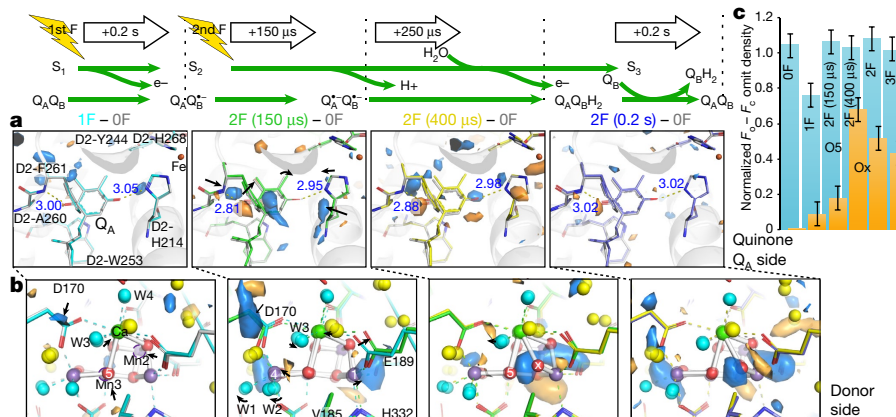 1st F
+0.2 s
2nd F
+150 µs
+250 µs
+0.2 s
H2O
S1
S2
S3
e–
H+
e–
QB
QBH2
QAQB
QAQB•–
QA•–QB•–
QAQBH2
QAQB
a
1F – 0F
2F (150 µs) – 0F
2F (400 µs) – 0F
2F (0.2 s) – 0F
D2-Y244
D2-H268
Fe
D2-F261
3.00
3.05
D2-A260
QA
D2-H214
D2-W253
2.81
2.95
2.88
2.98
3.02
3.02
b
D170
W4
W3
Ca
Mn2
5
Mn3
D170
W3
E189
4
W1
W2
V185
H332
5
X
c
Normalized Fo – Fc omit density
1.4
1.2
1.0
0.8
0.6
0.4
0.2
0
0F
1F
2F (150 µs)
2F (400 µs)
2F
3F
O5
Ox
Quinone
QA side
Donor
side